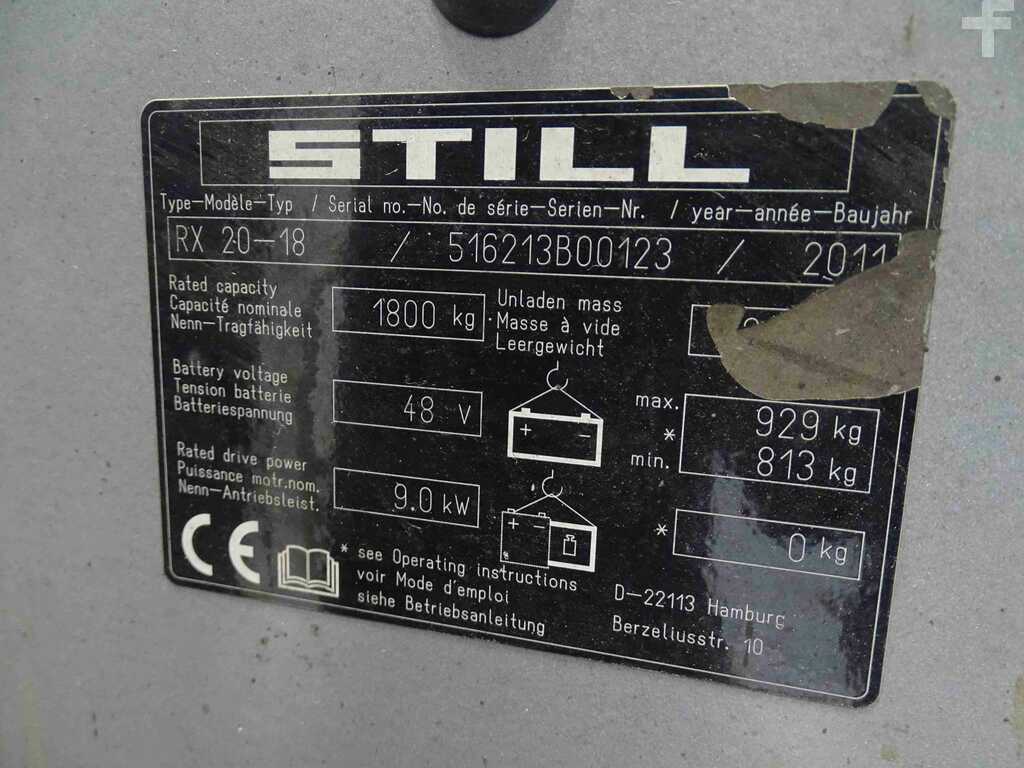 STILL
Type-Modèle-Typ / Serial no.-No. de série-Serien-Nr. / year-année-Baujahr
RX 20-18 / 516213B00123 / 2011
Rated capacity
Capacité nominale
Nenn-Tragfähigkeit
1800 kg
Unladen mass
Masse à vide
Leergewicht
Battery voltage
Tension batterie
Batteriespannung
48 V
+ -
max. 929 kg
*
min. 813 kg
Rated drive power
Puissance motr.nom.
Nenn-Antriebsleist.
9.0 kW
+ -
* 0 kg
CE
* see Operating instructions
voir Mode d'emploi
siehe Betriebsanleitung
D-22113 Hamburg
Berzeliusstr. 10
f